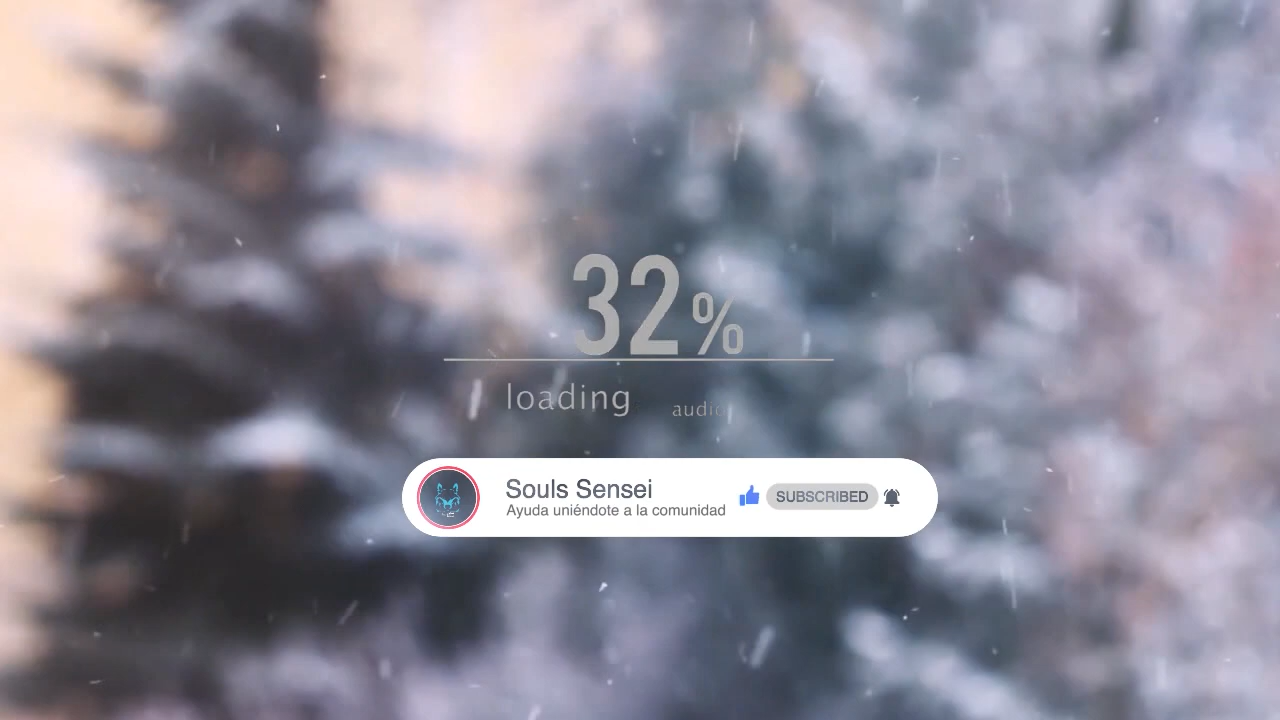 32%
loading audio
Souls Sensei
Ayuda uniéndote a la comunidad
SUBSCRIBED